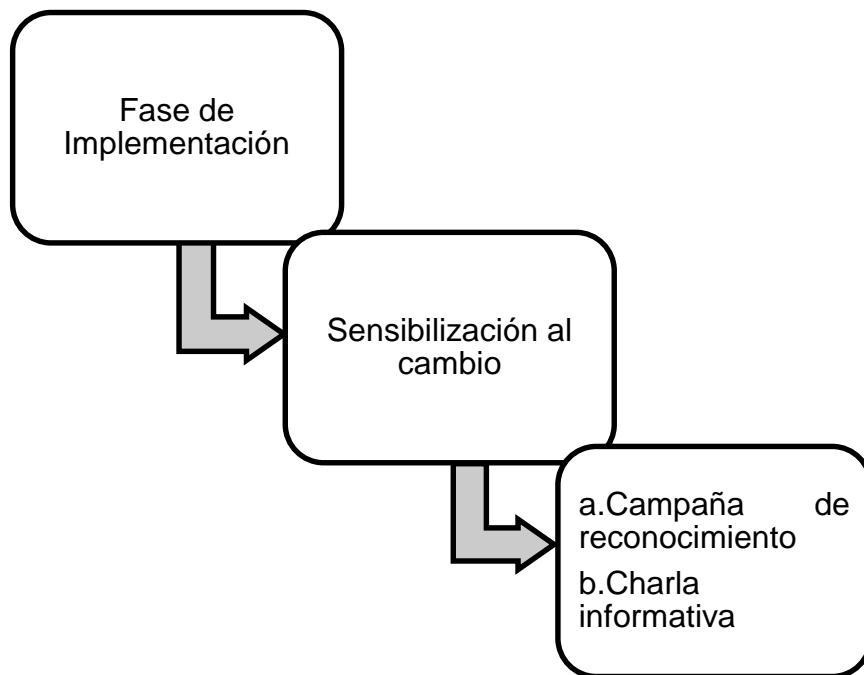 Fase de
Implementación
Sensibilización al
cambio
a.Campaña de
reconocimiento
b.Charla
informativa